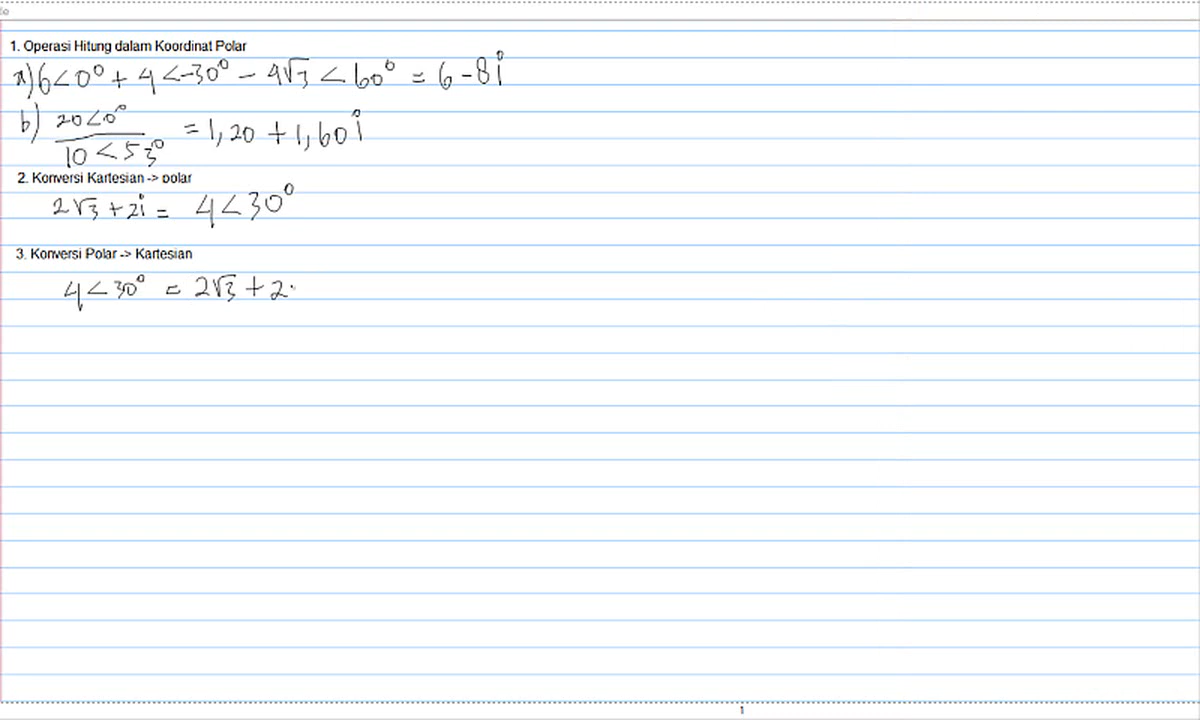 1. Operasi Hitung dalam Koordinat Polar
a) 6<0° + 4<-30° - 4√3 <60° = 6-8i
b) 20<0° / 10<53° = 1,20 + 1,60i
2. Konversi Kartesian -> polar
2√3 + 2i = 4<30°
3. Konversi Polar -> Kartesian
4<30° = 2√3 + 2
1